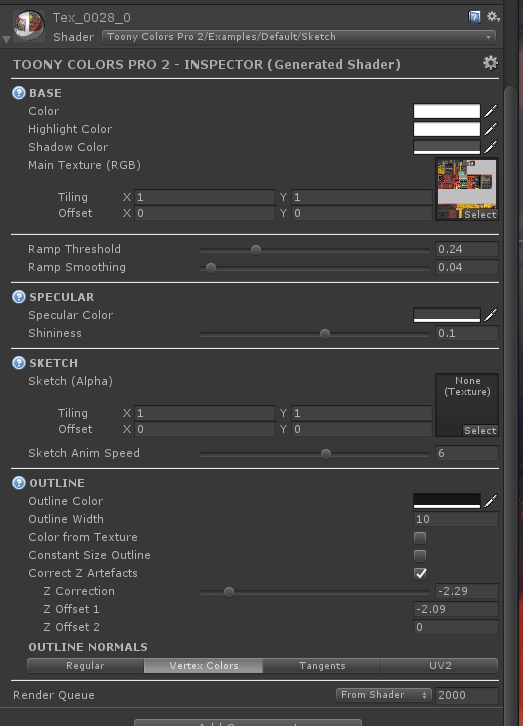 Tex_0028_0
Shader Toony Colors Pro 2/Examples/Default/Sketch
TOONY COLORS PRO 2 - INSPECTOR (Generated Shader)
BASE
Color
Highlight Color
Shadow Color
Main Texture (RGB)
Tiling X 1 Y 1
Offset X 0 Y 0
Select
Ramp Threshold 0.24
Ramp Smoothing 0.04
SPECULAR
Specular Color
Shininess 0.1
SKETCH
Sketch (Alpha)
None
(Texture)
Tiling X 1 Y 1
Offset X 0 Y 0
Select
Sketch Anim Speed 6
OUTLINE
Outline Color
Outline Width 10
Color from Texture
Constant Size Outline
Correct Z Artefacts
Z Correction -2.29
Z Offset 1 -2.09
Z Offset 2 0
OUTLINE NORMALS
Regular Vertex Colors Tangents UV2
Render Queue From Shader 2000
Add Component